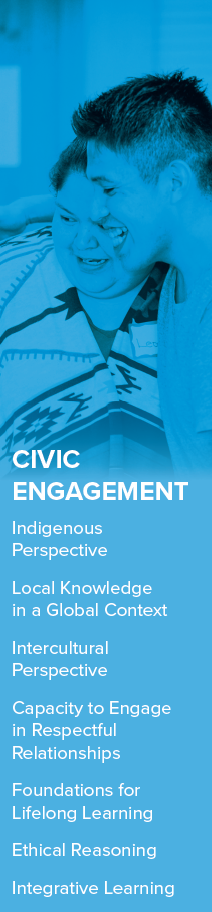 CIVIC
ENGAGEMENT
Indigenous
Perspective
Local Knowledge
in a Global Context
Intercultural
Perspective
Capacity to Engage
in Respectful
Relationships
Foundations for
Lifelong Learning
Ethical Reasoning
Integrative Learning